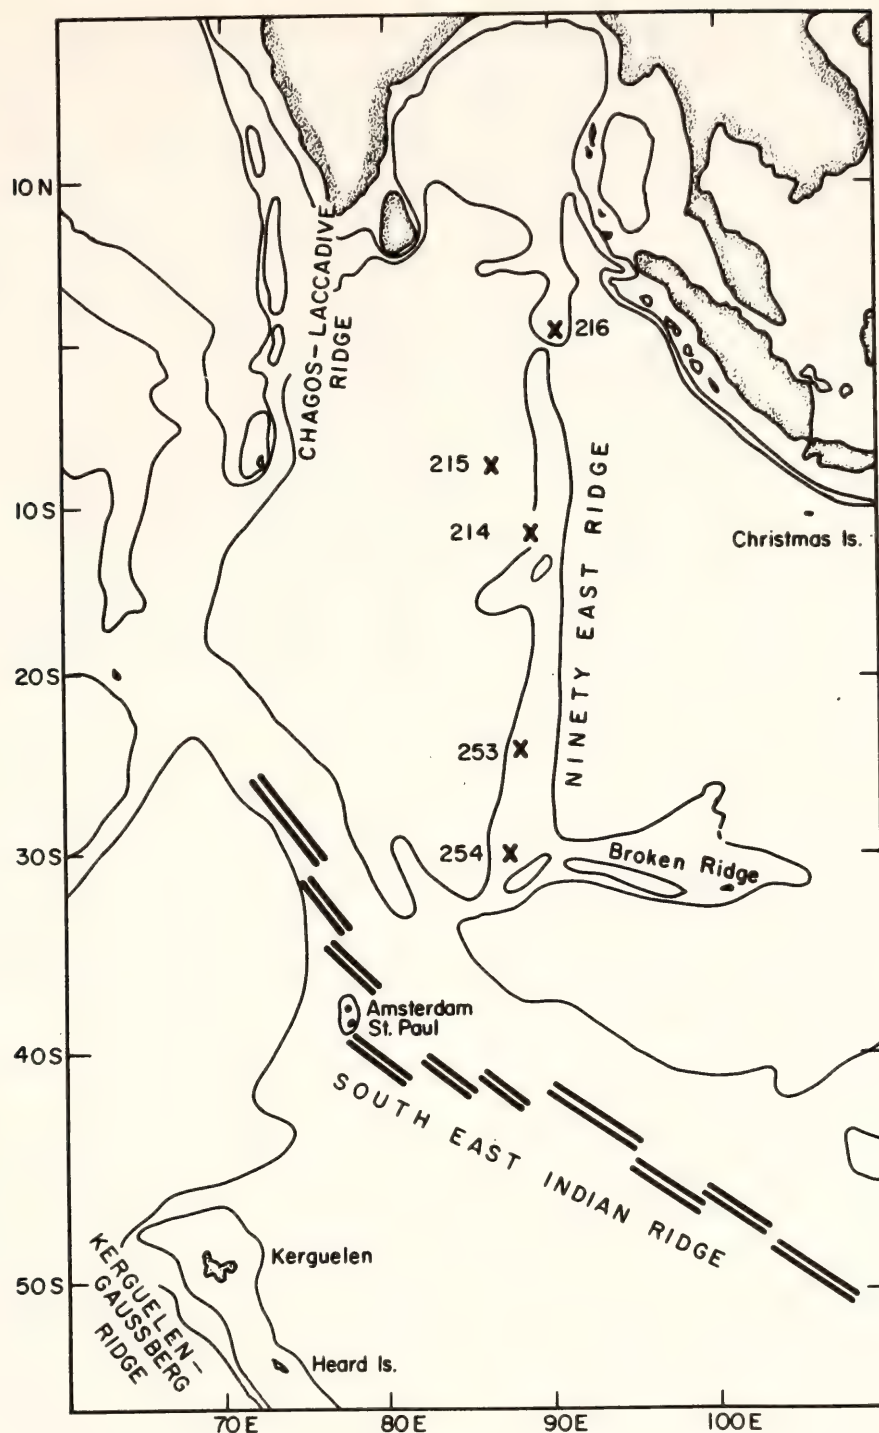 10N
CHAGOS-LACCADIVE
RIDGE
216
215
214
10S
Christmas Is.
NINETY EAST RIDGE
20S
253
254
30S
Broken Ridge
Amsterdam
St. Paul
40S
SOUTH EAST INDIAN RIDGE
Kerguelen
KERGUELEN-
GAUSSBERG
RIDGE
50S
Heard Is.
70E
80E
90E
100E